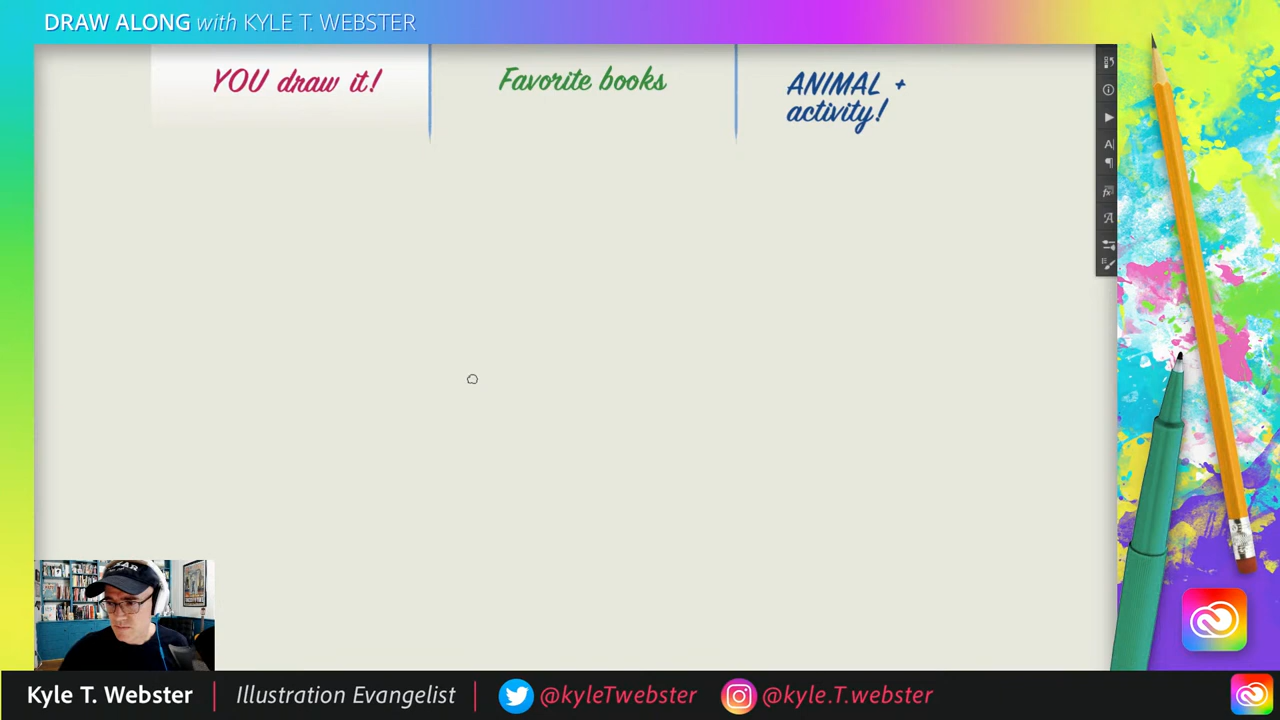 DRAW ALONG with KYLE T. WEBSTER
YOU draw it!
Favorite books
ANIMAL +
activity!
Kyle T. Webster | Illustration Evangelist | @kyleTwebster @kyle.T.webster